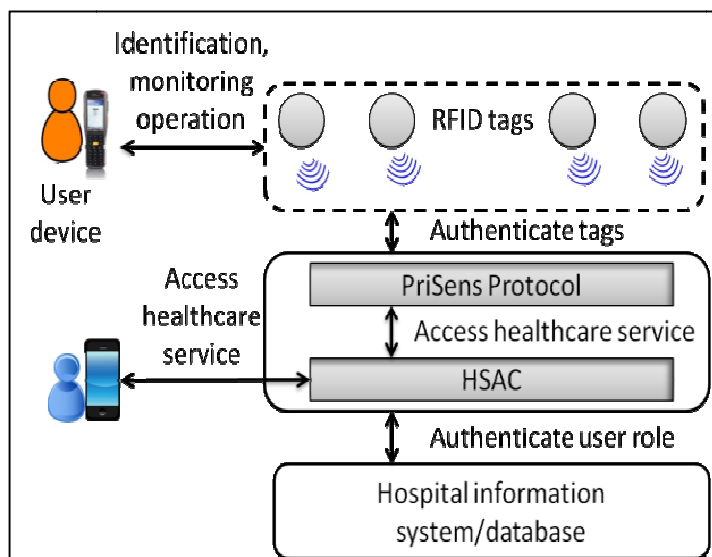 Identification,
monitoring
operation
RFID tags
User
device
Authenticate tags
Access
healthcare
service
PriSens Protocol
Access healthcare service
HSAC
Authenticate user role
Hospital information
system/database